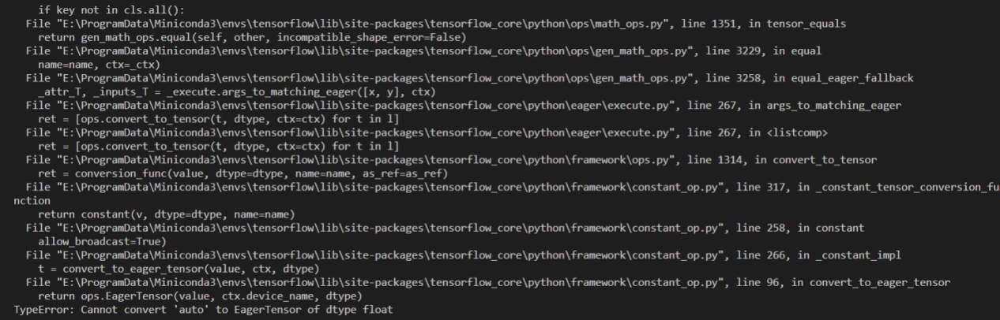 if key not in cls.all():
File "E:\ProgramData\Miniconda3\envs\tensorflow\lib\site-packages\tensorflow_core\python\ops\math_ops.py", line 1351, in tensor_equals
return gen_math_ops.equal(self, other, incompatible_shape_error=False)
File "E:\ProgramData\Miniconda3\envs\tensorflow\lib\site-packages\tensorflow_core\python\ops\gen_math_ops.py", line 3229, in equal
name=name, ctx=_ctx)
File "E:\ProgramData\Miniconda3\envs\tensorflow\lib\site-packages\tensorflow_core\python\ops\gen_math_ops.py", line 3258, in equal_eager_fallback
_attr_T, _inputs_T = _execute.args_to_matching_eager([x, y], ctx)
File "E:\ProgramData\Miniconda3\envs\tensorflow\lib\site-packages\tensorflow_core\python\eager\execute.py", line 267, in args_to_matching_eager
ret = [ops.convert_to_tensor(t, dtype, ctx=ctx) for t in l]
File "E:\ProgramData\Miniconda3\envs\tensorflow\lib\site-packages\tensorflow_core\python\eager\execute.py", line 267, in <listcomp>
ret = [ops.convert_to_tensor(t, dtype, ctx=ctx) for t in l]
File "E:\ProgramData\Miniconda3\envs\tensorflow\lib\site-packages\tensorflow_core\python\framework\ops.py", line 1314, in convert_to_tensor
ret = conversion_func(value, dtype=dtype, name=name, as_ref=as_ref)
File "E:\ProgramData\Miniconda3\envs\tensorflow\lib\site-packages\tensorflow_core\python\framework\constant_op.py", line 317, in _constant_tensor_conversion_fu
nction
return constant(v, dtype=dtype, name=name)
File "E:\ProgramData\Miniconda3\envs\tensorflow\lib\site-packages\tensorflow_core\python\framework\constant_op.py", line 258, in constant
allow_broadcast=True)
File "E:\ProgramData\Miniconda3\envs\tensorflow\lib\site-packages\tensorflow_core\python\framework\constant_op.py", line 266, in _constant_impl
t = convert_to_eager_tensor(value, ctx, dtype)
File "E:\ProgramData\Miniconda3\envs\tensorflow\lib\site-packages\tensorflow_core\python\framework\constant_op.py", line 96, in convert_to_eager_tensor
return ops.EagerTensor(value, ctx.device_name, dtype)
TypeError: Cannot convert 'auto' to EagerTensor of dtype float